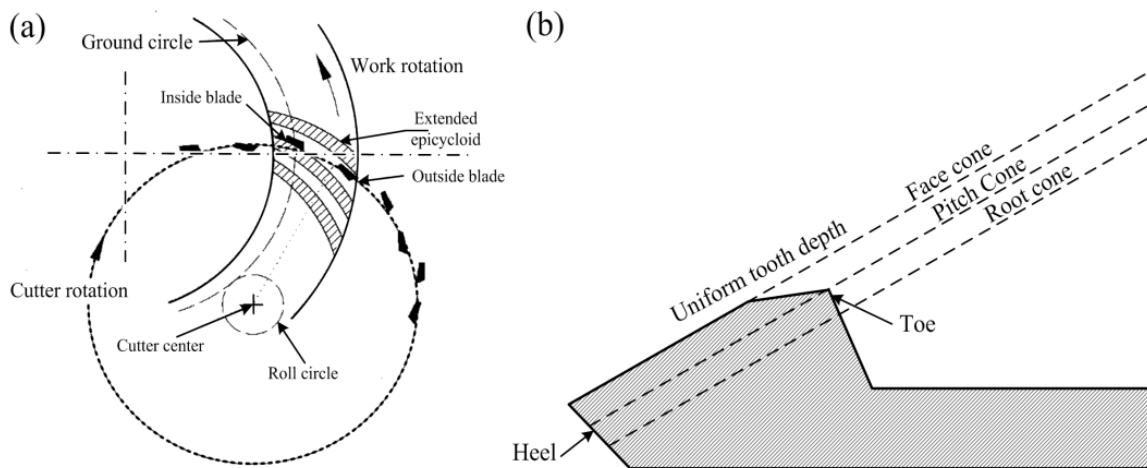 (a)
Ground circle
Work rotation
Inside blade
Extended
epicycloid
Outside blade
Cutter rotation
Cutter center
Roll circle
(b)
Face cone
Pitch Cone
Root cone
Uniform tooth depth
Toe
Heel